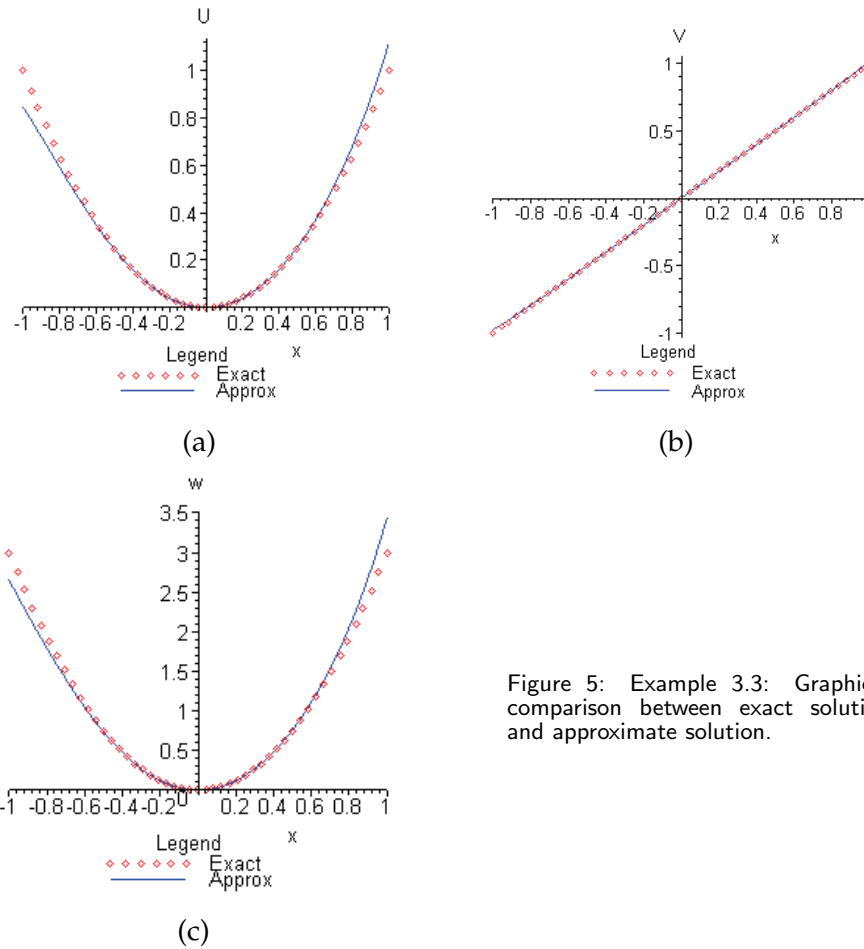 U
1
0.8
0.6
0.4
0.2
-1 -0.8 -0.6 -0.4 -0.2 0.2 0.4 0.6 0.8 1
x
Legend
Exact
Approx
(a)
V
1
0.5
-1 -0.8 -0.6 -0.4 -0.2 0.2 0.4 0.6 0.8
x
-0.5
-1
Legend
Exact
Approx
(b)
w
3.5
3
2.5
2
1.5
1
0.5
-1 -0.8 -0.6 -0.4 -0.2 0 0.2 0.4 0.6 0.8 1
x
Legend
Exact
Approx
(c)
Figure 5: Example 3.3: Graphic
comparison between exact soluti
and approximate solution.